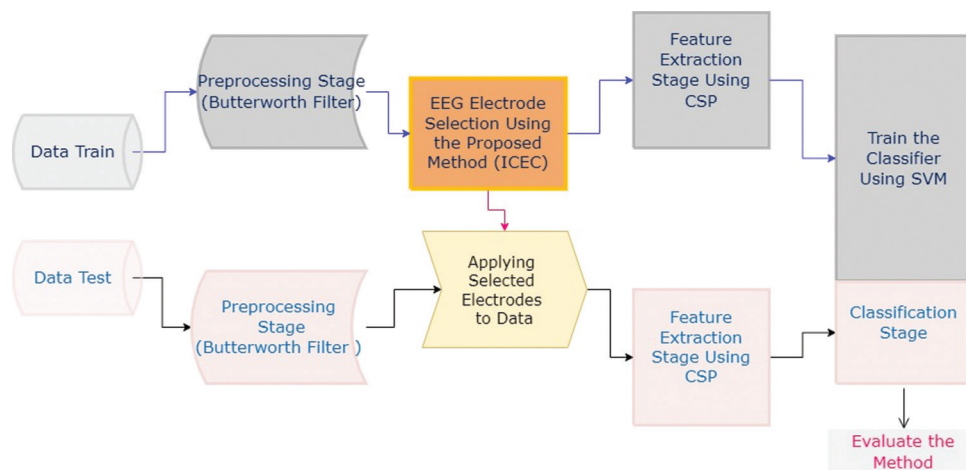 Data Train
Preprocessing Stage
(Butterworth Filter)
EEG Electrode
Selection Using
the Proposed
Method (ICEC)
Feature
Extraction
Stage Using
CSP
Train the
Classifier
Using SVM
Data Test
Preprocessing
Stage
(Butterworth Filter )
Applying
Selected
Electrodes
to Data
Feature
Extraction
Stage Using
CSP
Classification
Stage
Evaluate the
Method